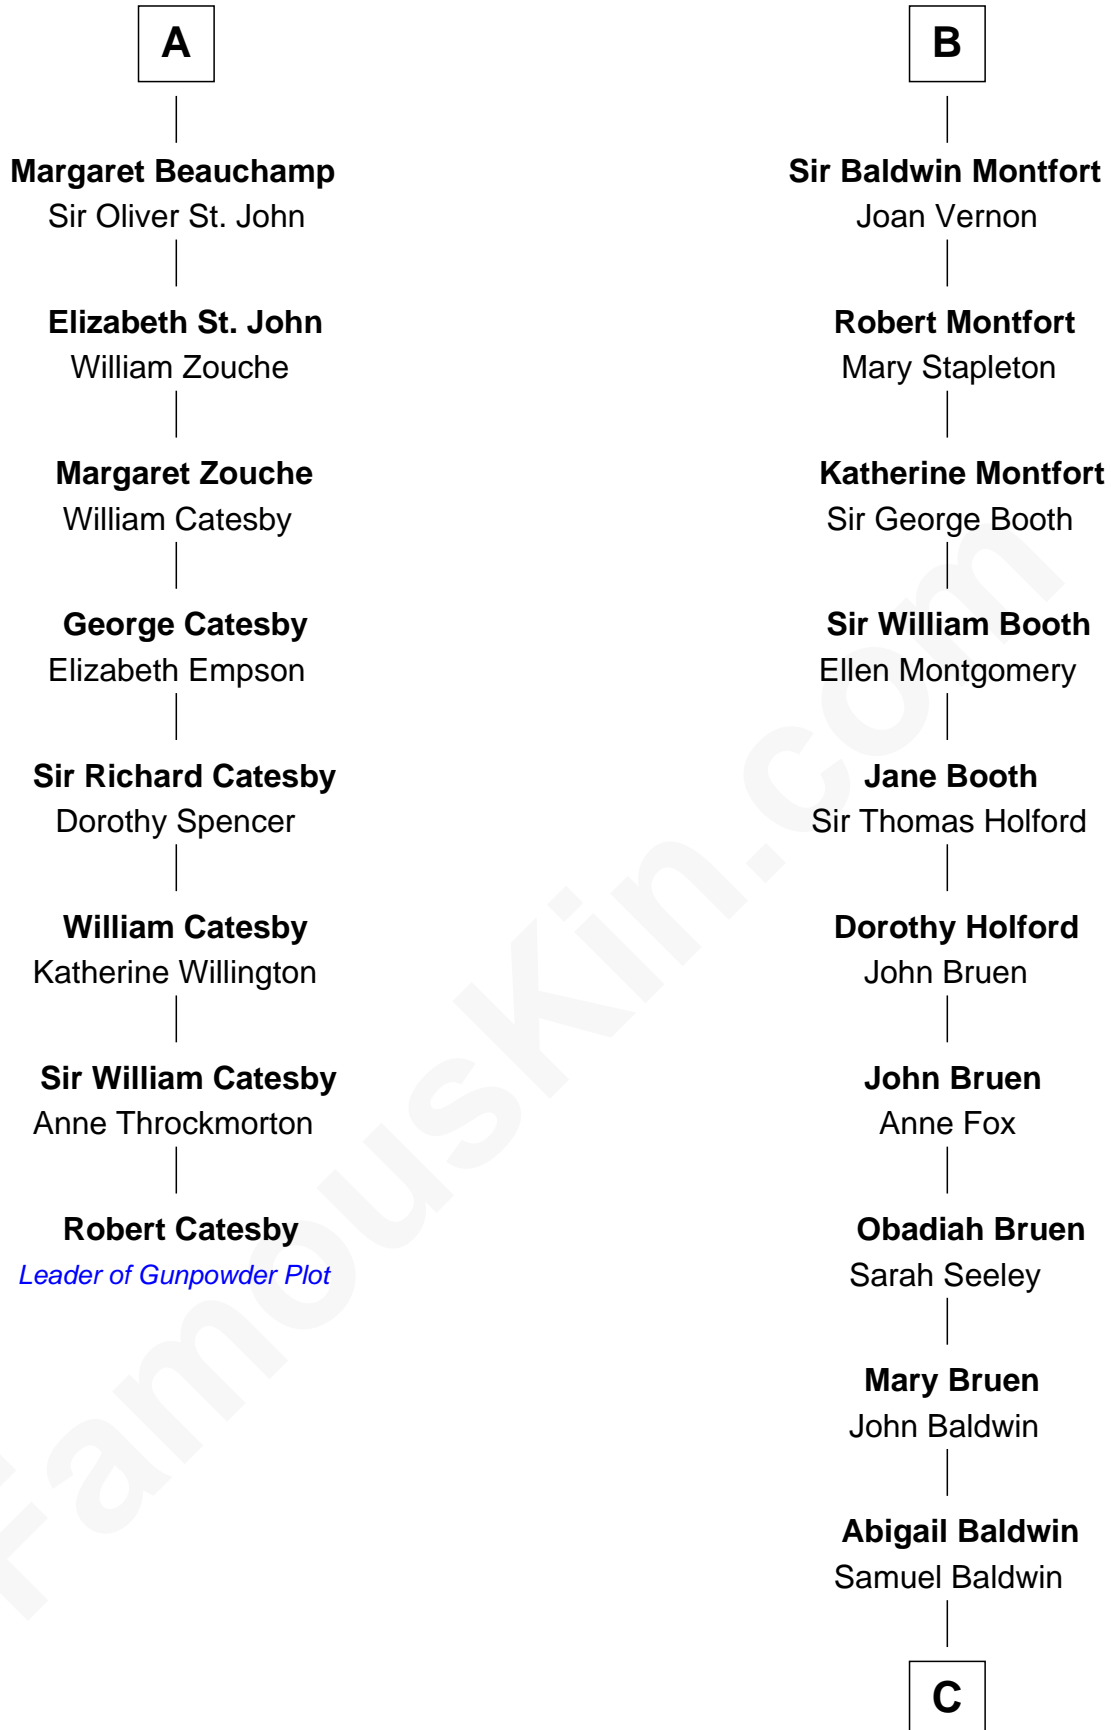 A
Margaret Beauchamp
Sir Oliver St. John
Elizabeth St. John
William Zouche
Margaret Zouche
William Catesby
George Catesby
Elizabeth Empson
Sir Richard Catesby
Dorothy Spencer
William Catesby
Katherine Willington
Sir William Catesby
Anne Throckmorton
Robert Catesby
Leader of Gunpowder Plot
B
Sir Baldwin Montfort
Joan Vernon
Robert Montfort
Mary Stapleton
Katherine Montfort
Sir George Booth
Sir William Booth
Ellen Montgomery
Jane Booth
Sir Thomas Holford
Dorothy Holford
John Bruen
John Bruen
Anne Fox
Obadiah Bruen
Sarah Seeley
Mary Bruen
John Baldwin
Abigail Baldwin
Samuel Baldwin
C
FamousKin.com